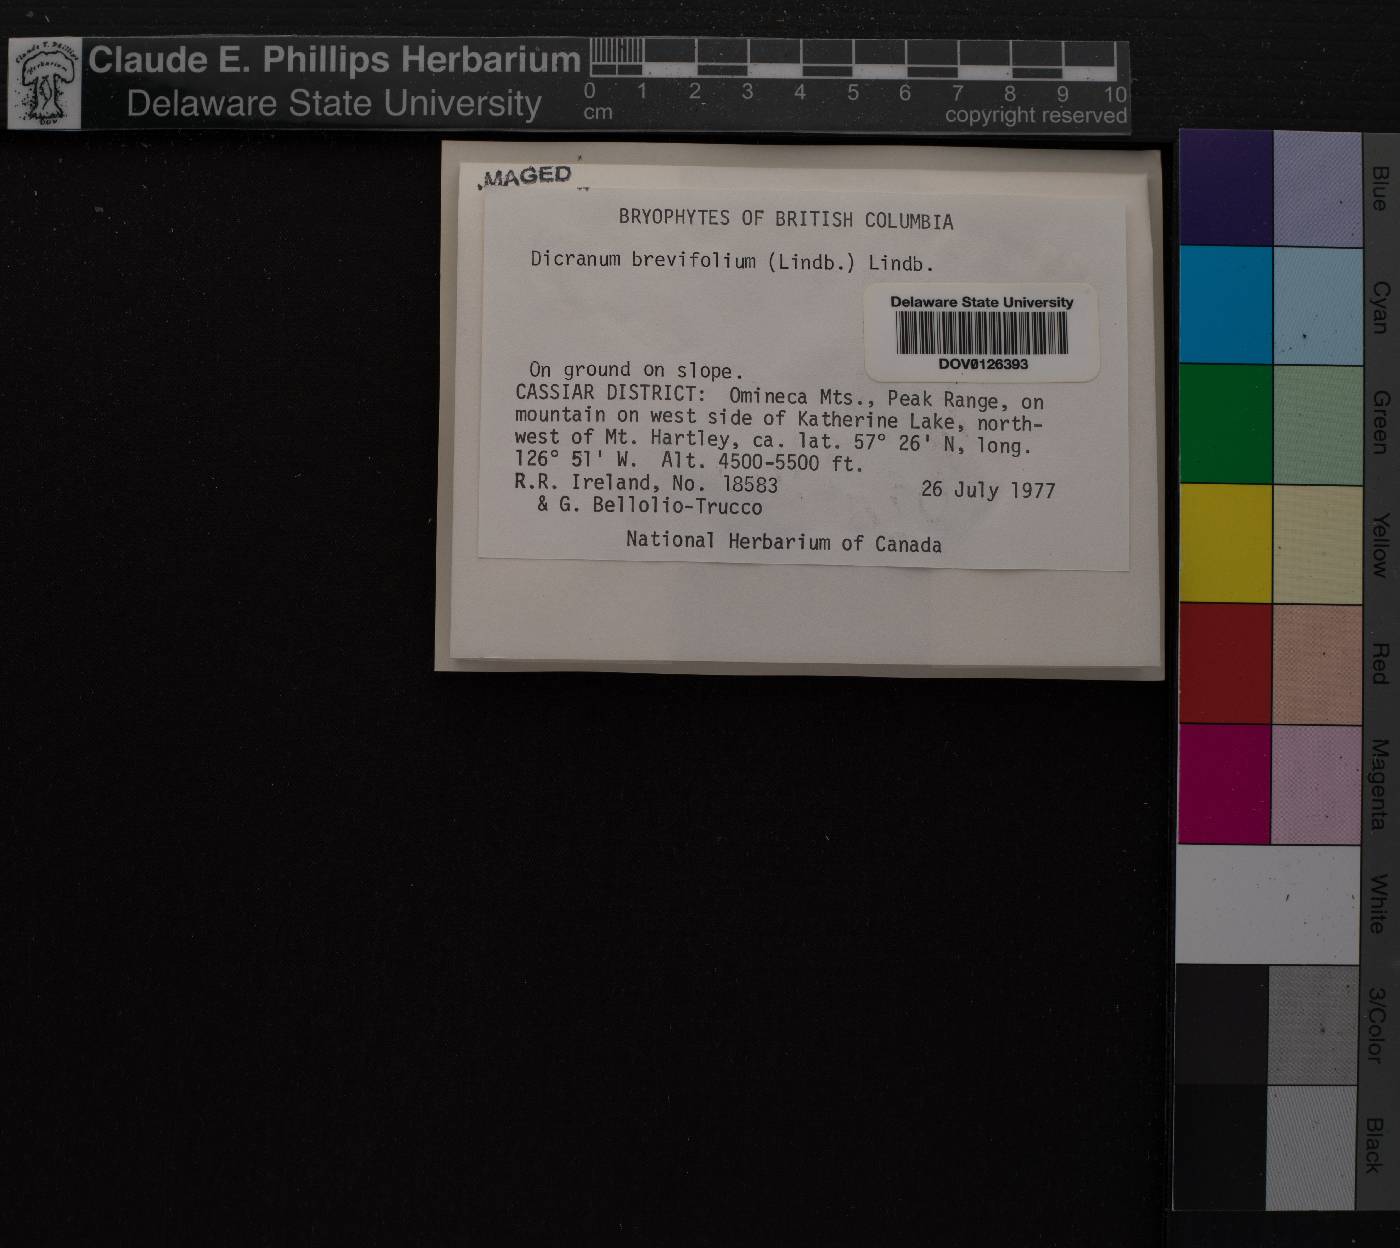 Claude E. Phillips Herbarium
Delaware State University
0 1 2 3 4 5 6 7 8 9 10
cm
copyright reserved
Claude E. Phillips
Herbarium
DOV
MAGED
BRYOPHYTES OF BRITISH COLUMBIA
Dicranum brevifolium (Lindb.) Lindb.
Delaware State University
DOV0126393
On ground on slope.
CASSIAR DISTRICT: Omineca Mts., Peak Range, on
mountain on west side of Katherine Lake, north-
west of Mt. Hartley, ca. lat. 57° 26' N, long.
126° 51' W. Alt. 4500-5500 ft.
R.R. Ireland, No. 18583 26 July 1977
& G. Bellolio-Trucco
National Herbarium of Canada
Blue
Cyan
Green
Yellow
Red
Magenta
White
3/Color
Black